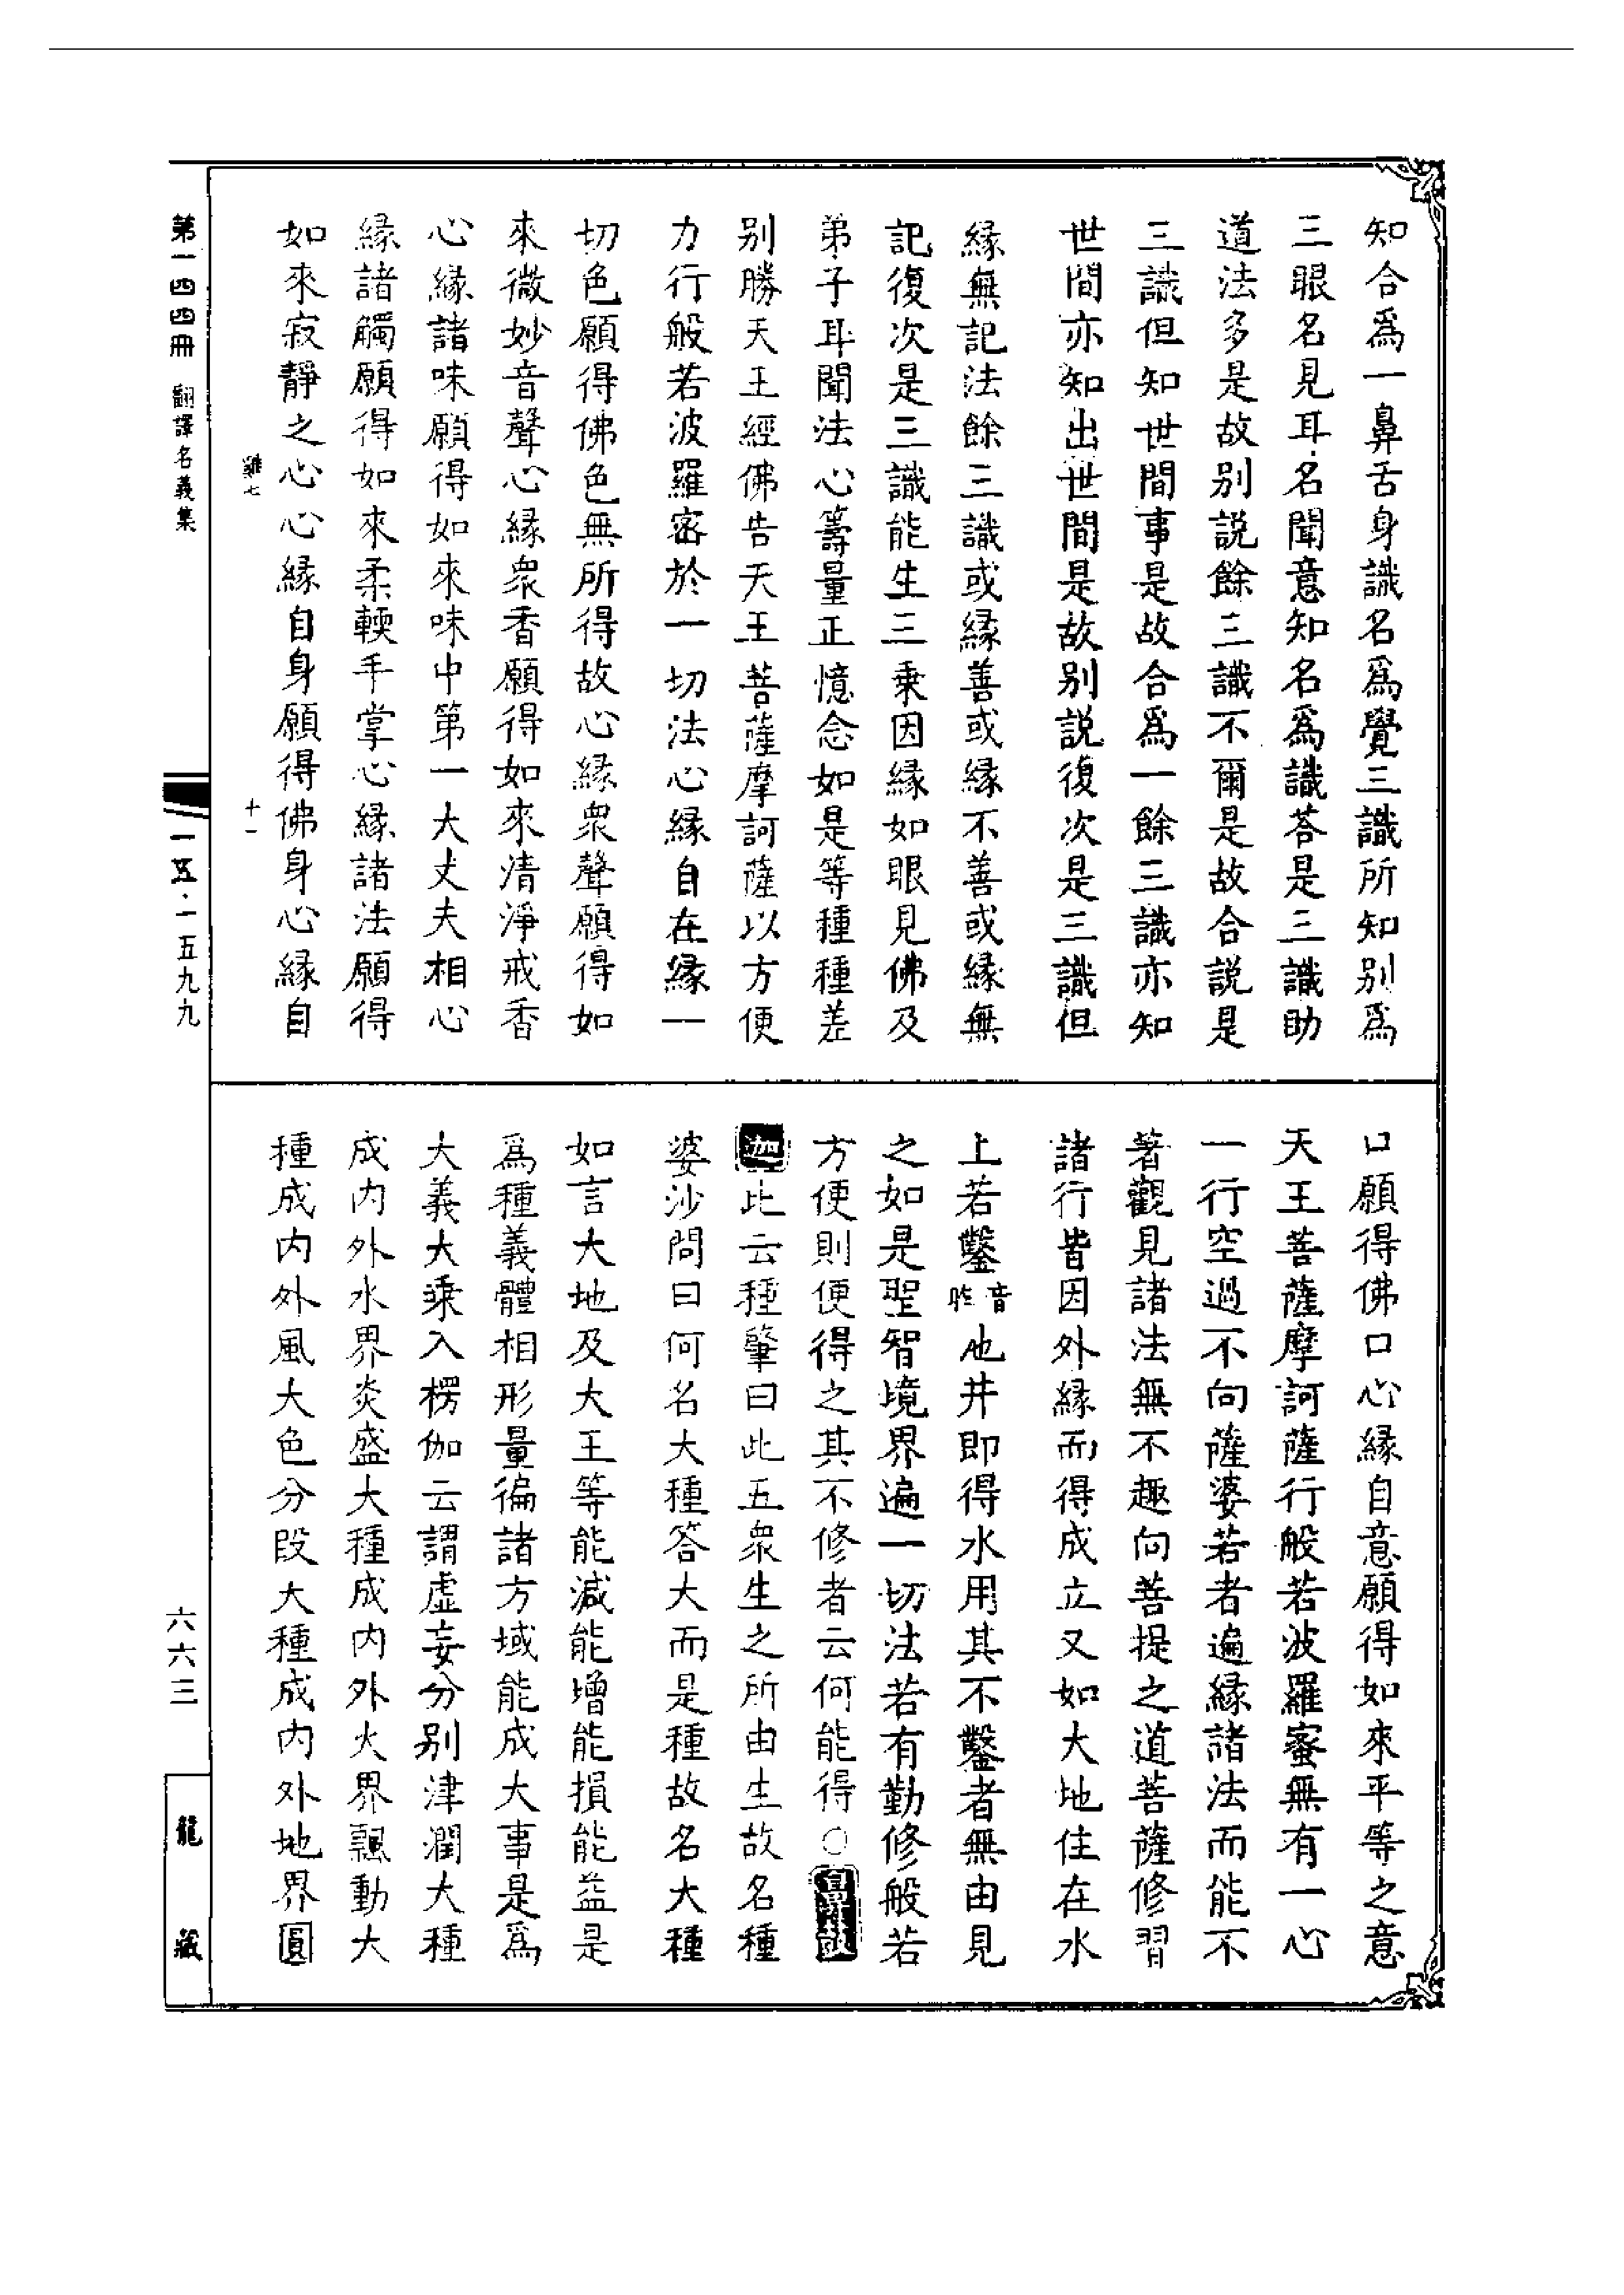 知合爲一鼻舌身識名爲覺三識所知别爲
三眼名見耳名聞意知名爲識荅是三識助
道法多是故别説餘三識不爾是故合説是
三識但知世間事是故合爲一餘三識亦知
世間亦知出世間是故别説復次是三識但
緣無記法餘三識或緣善或緣不善或緣無
記復次是三識能生三乗因緣如眼見佛及
弟子耳聞法心籌量正憶念如是等種種差
别勝天王經佛告天王菩薩摩訶薩以方便
力行般若波羅密於一切法心緣自在緣一
切色願得佛色無所得故心緣衆聲願得如
來微妙音聲心緣衆香願得如來清淨戒香
心緣諸味願得如來味中第一大丈夫相心
緣諸觸願得如來柔輭手掌心緣諸法願得
如來寂靜之心心緣自身願得佛身心緣自
口願得佛口心緣自意願得如來平等之意
天王菩薩摩訶薩行般若波羅蜜無有一心
一行空過不向薩婆若者遍緣諸法而能不
著觀見諸法無不趣向菩提之道菩薩修習
諸行皆因外緣而得成立又如大地住在水
上若鑿音昨也井即得水用其不鑿者無由見
之如是聖智境界遍一切法若有勤修般若
方便則便得之其不修者云何能得○
迦此云種肇曰此五衆生之所由生故名種
婆沙問曰何名大種答大而是種故名大種
如言大地及大王等能減能增能損能益是
爲種義體相形量徧諸方域能成大事是爲
大義大乘入楞伽云謂虛妄分别津潤大種
成内外水界炎盛大種成内外火界飄動大
種成内外風大色分段大種成内外地界圓
第一四四冊 翻譯名義集
十一
一五·一五九九
六六三
龍藏